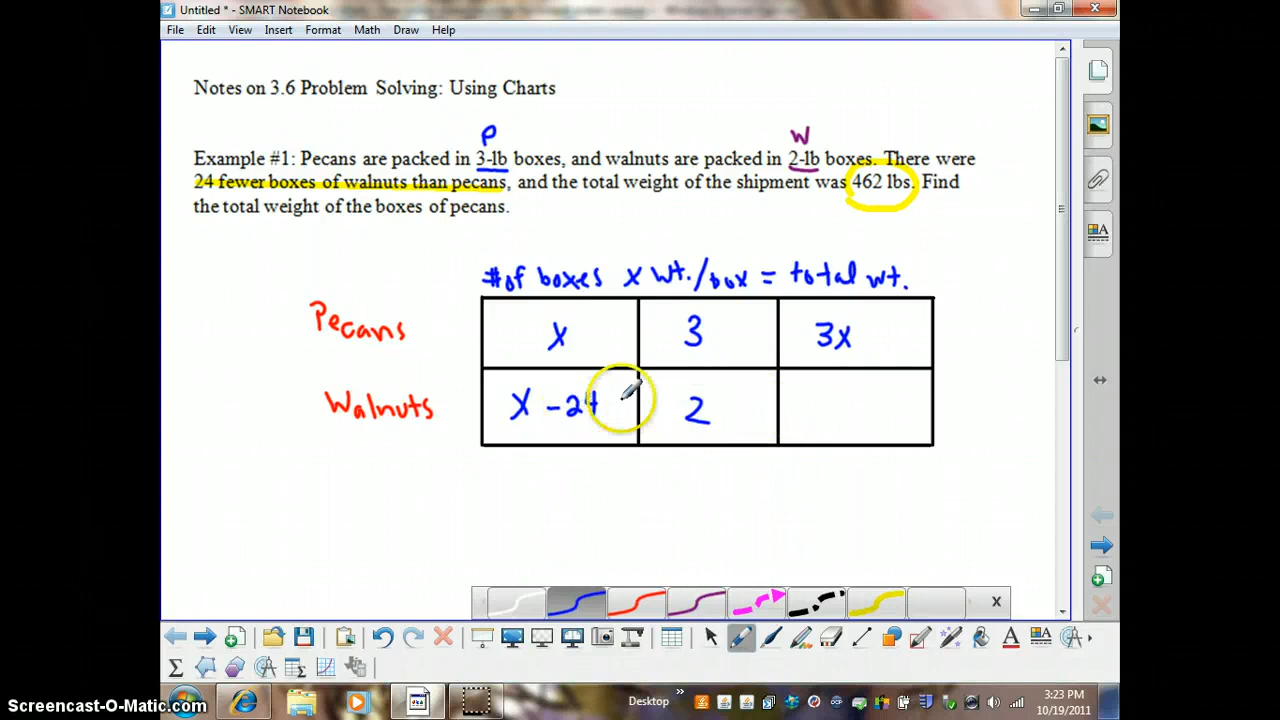 Untitled * - SMART Notebook
File Edit View Insert Format Math Draw Help
Notes on 3.6 Problem Solving: Using Charts
P W
Example #1: Pecans are packed in 3-lb boxes, and walnuts are packed in 2-lb boxes. There were
24 fewer boxes of walnuts than pecans, and the total weight of the shipment was 462 lbs. Find
the total weight of the boxes of pecans.
# of boxes x wt./box = total wt.
Pecans x 3 3x
Walnuts x - 24 2
x
Desktop
3:23 PM
10/19/2011
Screencast-O-Matic.com